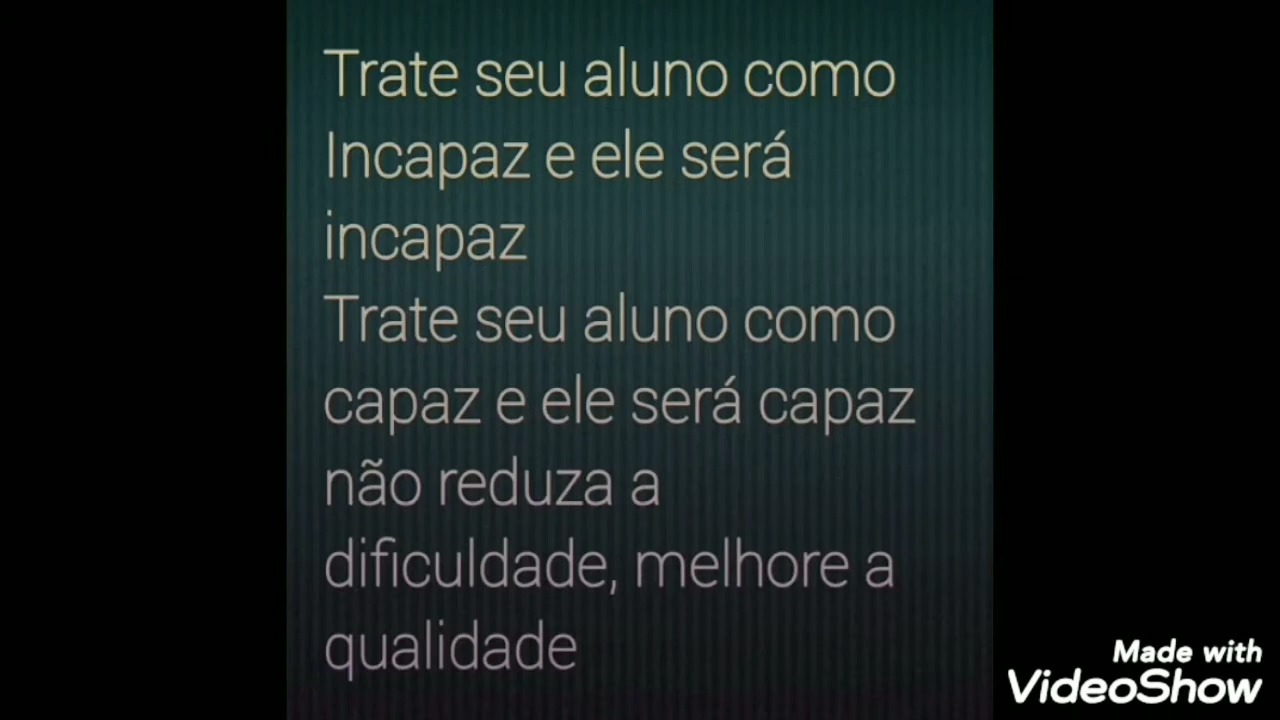 Trate seu aluno como
Incapaz e ele será
incapaz
Trate seu aluno como
capaz e ele será capaz
não reduza a
dificuldade, melhore a
qualidade
Made with
VideoShow